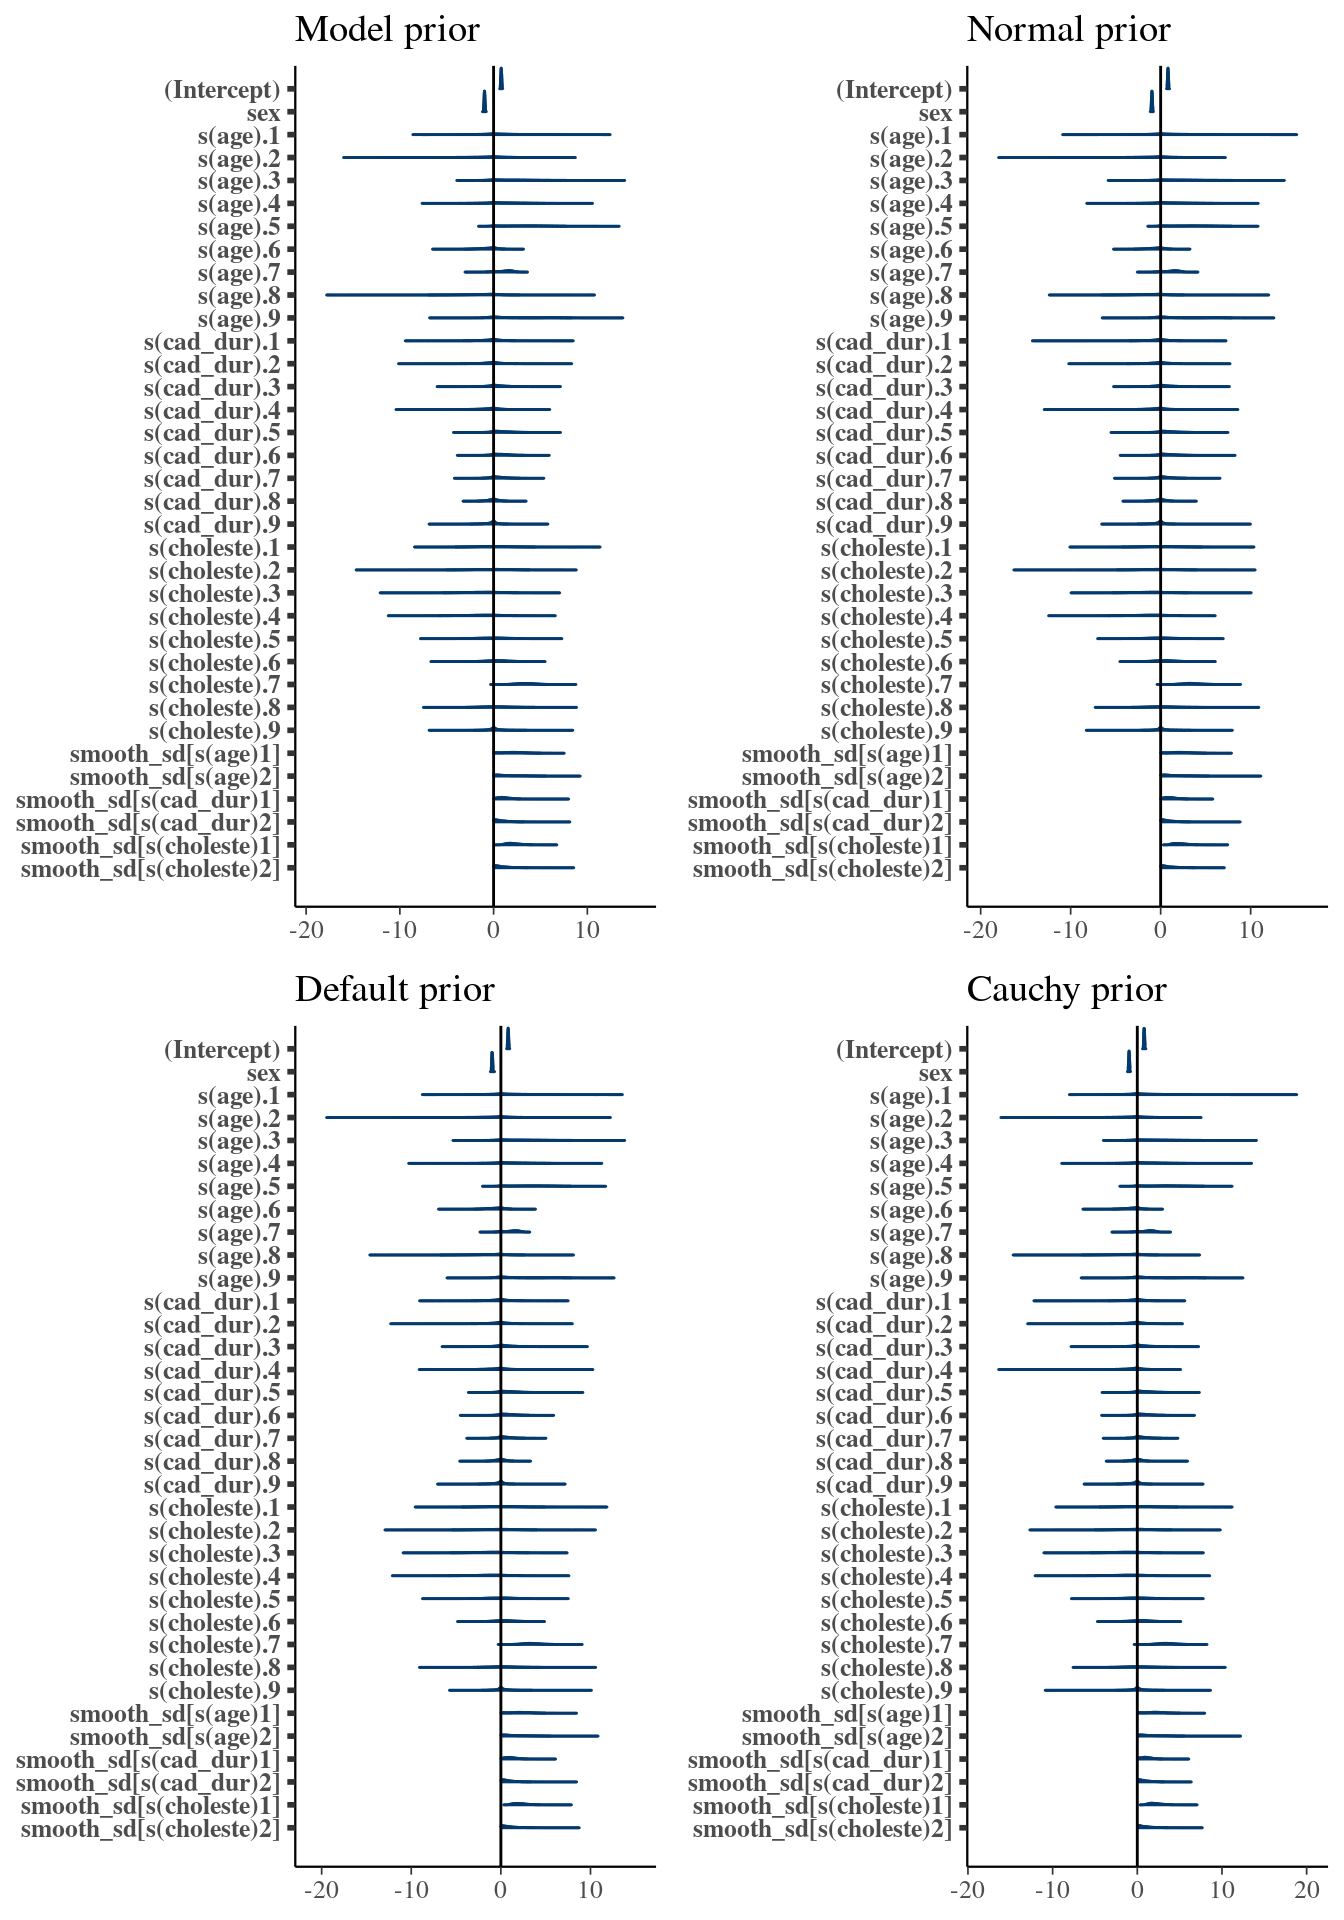 Model prior
(Intercept)
sex
s(age).1
s(age).2
s(age).3
s(age).4
s(age).5
s(age).6
s(age).7
s(age).8
s(age).9
s(cad_dur).1
s(cad_dur).2
s(cad_dur).3
s(cad_dur).4
s(cad_dur).5
s(cad_dur).6
s(cad_dur).7
s(cad_dur).8
s(cad_dur).9
s(choleste).1
s(choleste).2
s(choleste).3
s(choleste).4
s(choleste).5
s(choleste).6
s(choleste).7
s(choleste).8
s(choleste).9
smooth_sd[s(age)1]
smooth_sd[s(age)2]
smooth_sd[s(cad_dur)1]
smooth_sd[s(cad_dur)2]
smooth_sd[s(choleste)1]
smooth_sd[s(choleste)2]
-20 -10 0 10
Normal prior
(Intercept)
sex
s(age).1
s(age).2
s(age).3
s(age).4
s(age).5
s(age).6
s(age).7
s(age).8
s(age).9
s(cad_dur).1
s(cad_dur).2
s(cad_dur).3
s(cad_dur).4
s(cad_dur).5
s(cad_dur).6
s(cad_dur).7
s(cad_dur).8
s(cad_dur).9
s(choleste).1
s(choleste).2
s(choleste).3
s(choleste).4
s(choleste).5
s(choleste).6
s(choleste).7
s(choleste).8
s(choleste).9
smooth_sd[s(age)1]
smooth_sd[s(age)2]
smooth_sd[s(cad_dur)1]
smooth_sd[s(cad_dur)2]
smooth_sd[s(choleste)1]
smooth_sd[s(choleste)2]
-20 -10 0 10
Default prior
(Intercept)
sex
s(age).1
s(age).2
s(age).3
s(age).4
s(age).5
s(age).6
s(age).7
s(age).8
s(age).9
s(cad_dur).1
s(cad_dur).2
s(cad_dur).3
s(cad_dur).4
s(cad_dur).5
s(cad_dur).6
s(cad_dur).7
s(cad_dur).8
s(cad_dur).9
s(choleste).1
s(choleste).2
s(choleste).3
s(choleste).4
s(choleste).5
s(choleste).6
s(choleste).7
s(choleste).8
s(choleste).9
smooth_sd[s(age)1]
smooth_sd[s(age)2]
smooth_sd[s(cad_dur)1]
smooth_sd[s(cad_dur)2]
smooth_sd[s(choleste)1]
smooth_sd[s(choleste)2]
-20 -10 0 10
Cauchy prior
(Intercept)
sex
s(age).1
s(age).2
s(age).3
s(age).4
s(age).5
s(age).6
s(age).7
s(age).8
s(age).9
s(cad_dur).1
s(cad_dur).2
s(cad_dur).3
s(cad_dur).4
s(cad_dur).5
s(cad_dur).6
s(cad_dur).7
s(cad_dur).8
s(cad_dur).9
s(choleste).1
s(choleste).2
s(choleste).3
s(choleste).4
s(choleste).5
s(choleste).6
s(choleste).7
s(choleste).8
s(choleste).9
smooth_sd[s(age)1]
smooth_sd[s(age)2]
smooth_sd[s(cad_dur)1]
smooth_sd[s(cad_dur)2]
smooth_sd[s(choleste)1]
smooth_sd[s(choleste)2]
-20 -10 0 10 20